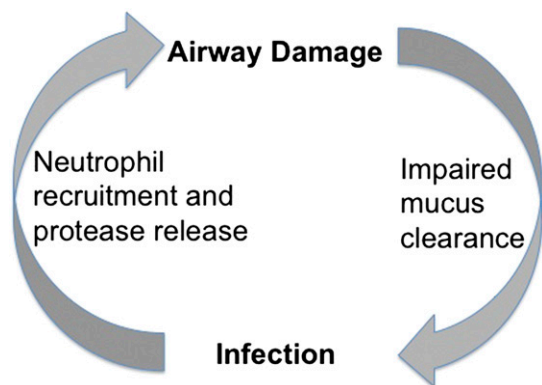 Airway Damage
Neutrophil
recruitment and
protease release
Impaired
mucus
clearance
Infection